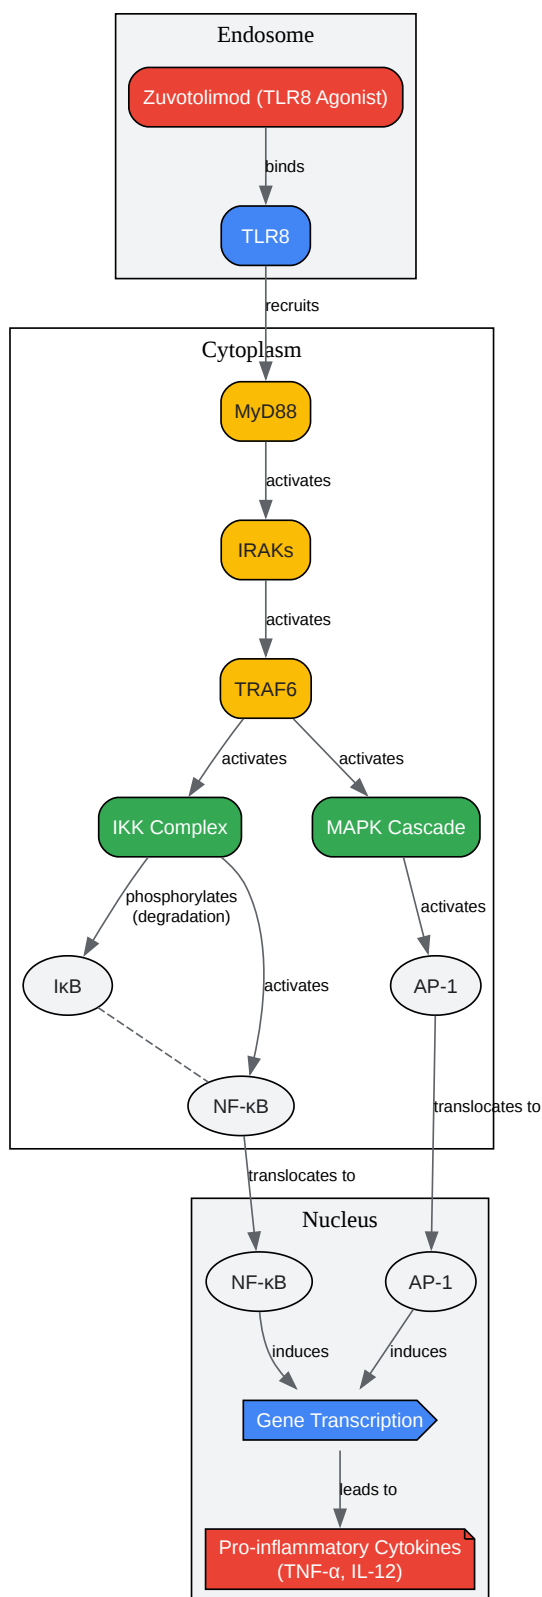 Endosome
Zuvotolimod (TLR8 Agonist)
binds
TLR8
recruits
Cytoplasm
MyD88
activates
IRAKs
activates
TRAF6
activates
activates
IKK Complex
MAPK Cascade
phosphorylates
(degradation)
activates
IκB
activates
AP-1
NF-κB
translocates to
translocates to
Nucleus
NF-κB
AP-1
induces
induces
Gene Transcription
leads to
Pro-inflammatory Cytokines
(TNF-α, IL-12)